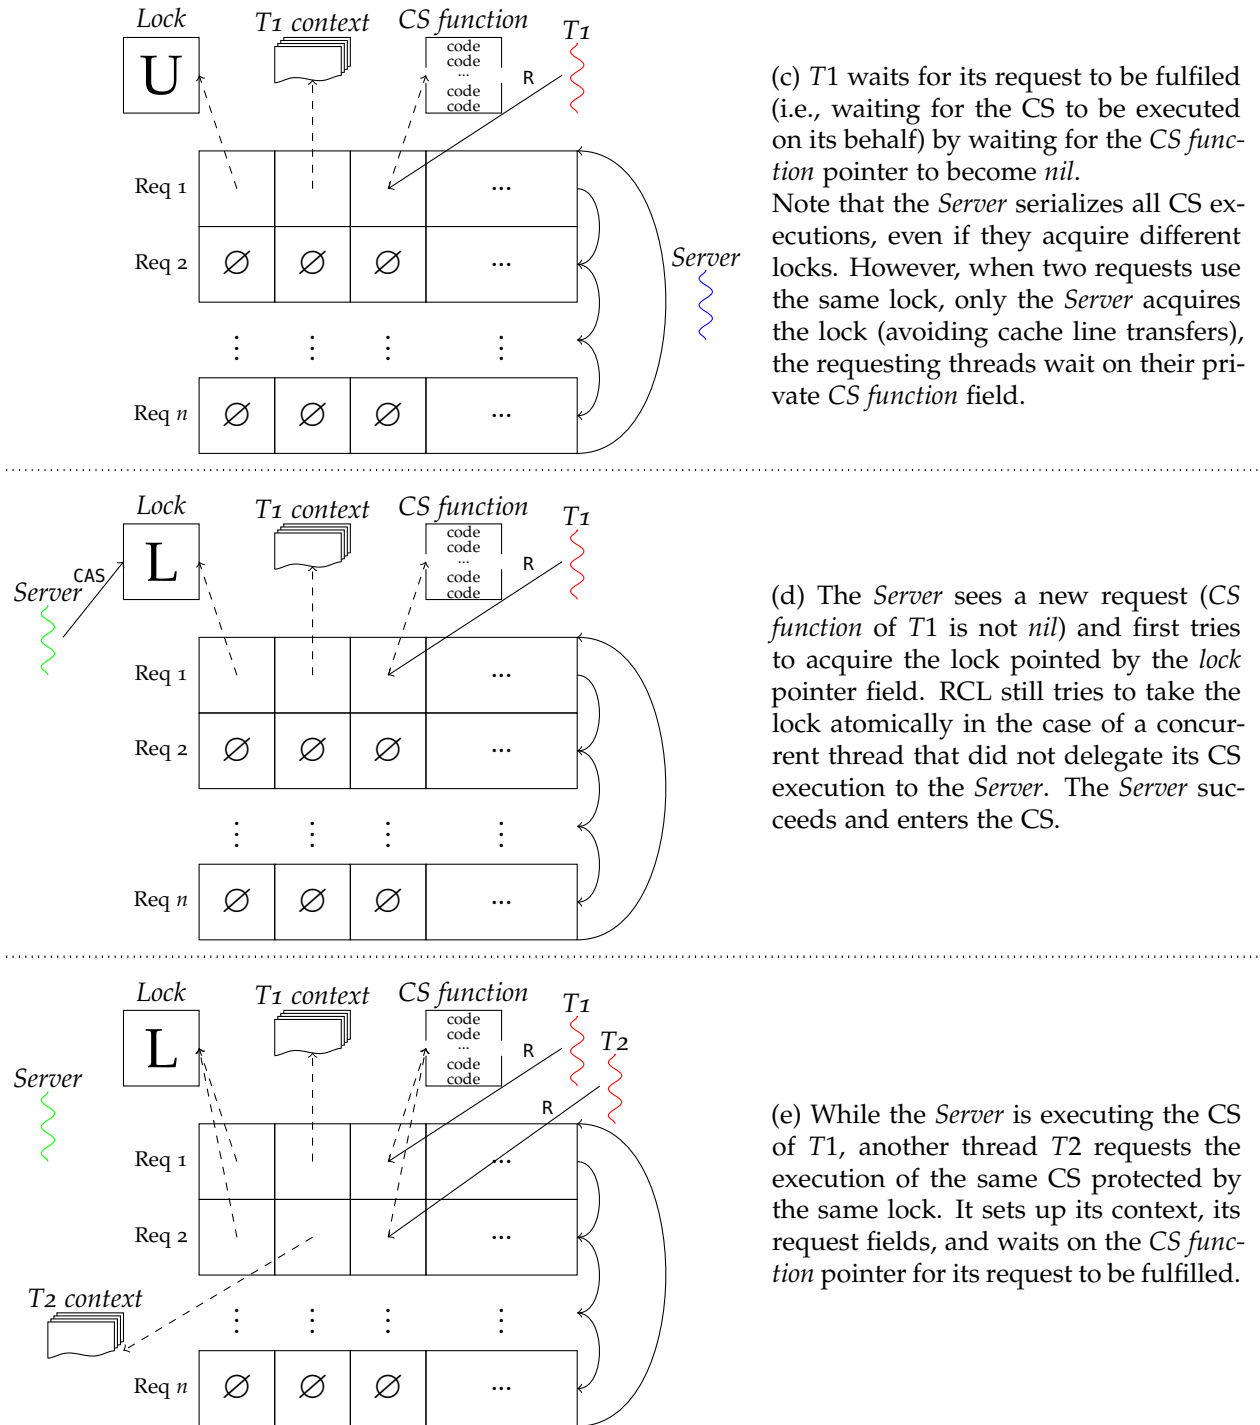 Lock
T1 context
CS function
T1
U
code
code
...
code
code
R
Req 1
...
Req 2
∅ ∅ ∅ ...
Server
⋮ ⋮ ⋮ ⋮
Req n
∅ ∅ ∅ ...
(c) T1 waits for its request to be fulfiled
(i.e., waiting for the CS to be executed
on its behalf) by waiting for the CS func-
tion pointer to become nil.
Note that the Server serializes all CS ex-
ecutions, even if they acquire different
locks. However, when two requests use
the same lock, only the Server acquires
the lock (avoiding cache line transfers),
the requesting threads wait on their pri-
vate CS function field.
Lock
T1 context
CS function
T1
L
code
code
...
code
code
R
CAS
Server
Req 1
...
Req 2
∅ ∅ ∅ ...
⋮ ⋮ ⋮ ⋮
Req n
∅ ∅ ∅ ...
(d) The Server sees a new request (CS
function of T1 is not nil) and first tries
to acquire the lock pointed by the lock
pointer field. RCL still tries to take the
lock atomically in the case of a concur-
rent thread that did not delegate its CS
execution to the Server. The Server suc-
ceeds and enters the CS.
Lock
T1 context
CS function
T1
T2
L
code
code
...
code
code
R
R
Server
Req 1
...
Req 2
...
T2 context
⋮ ⋮ ⋮ ⋮
Req n
∅ ∅ ∅ ...
(e) While the Server is executing the CS
of T1, another thread T2 requests the
execution of the same CS protected by
the same lock. It sets up its context, its
request fields, and waits on the CS func-
tion pointer for its request to be fulfilled.